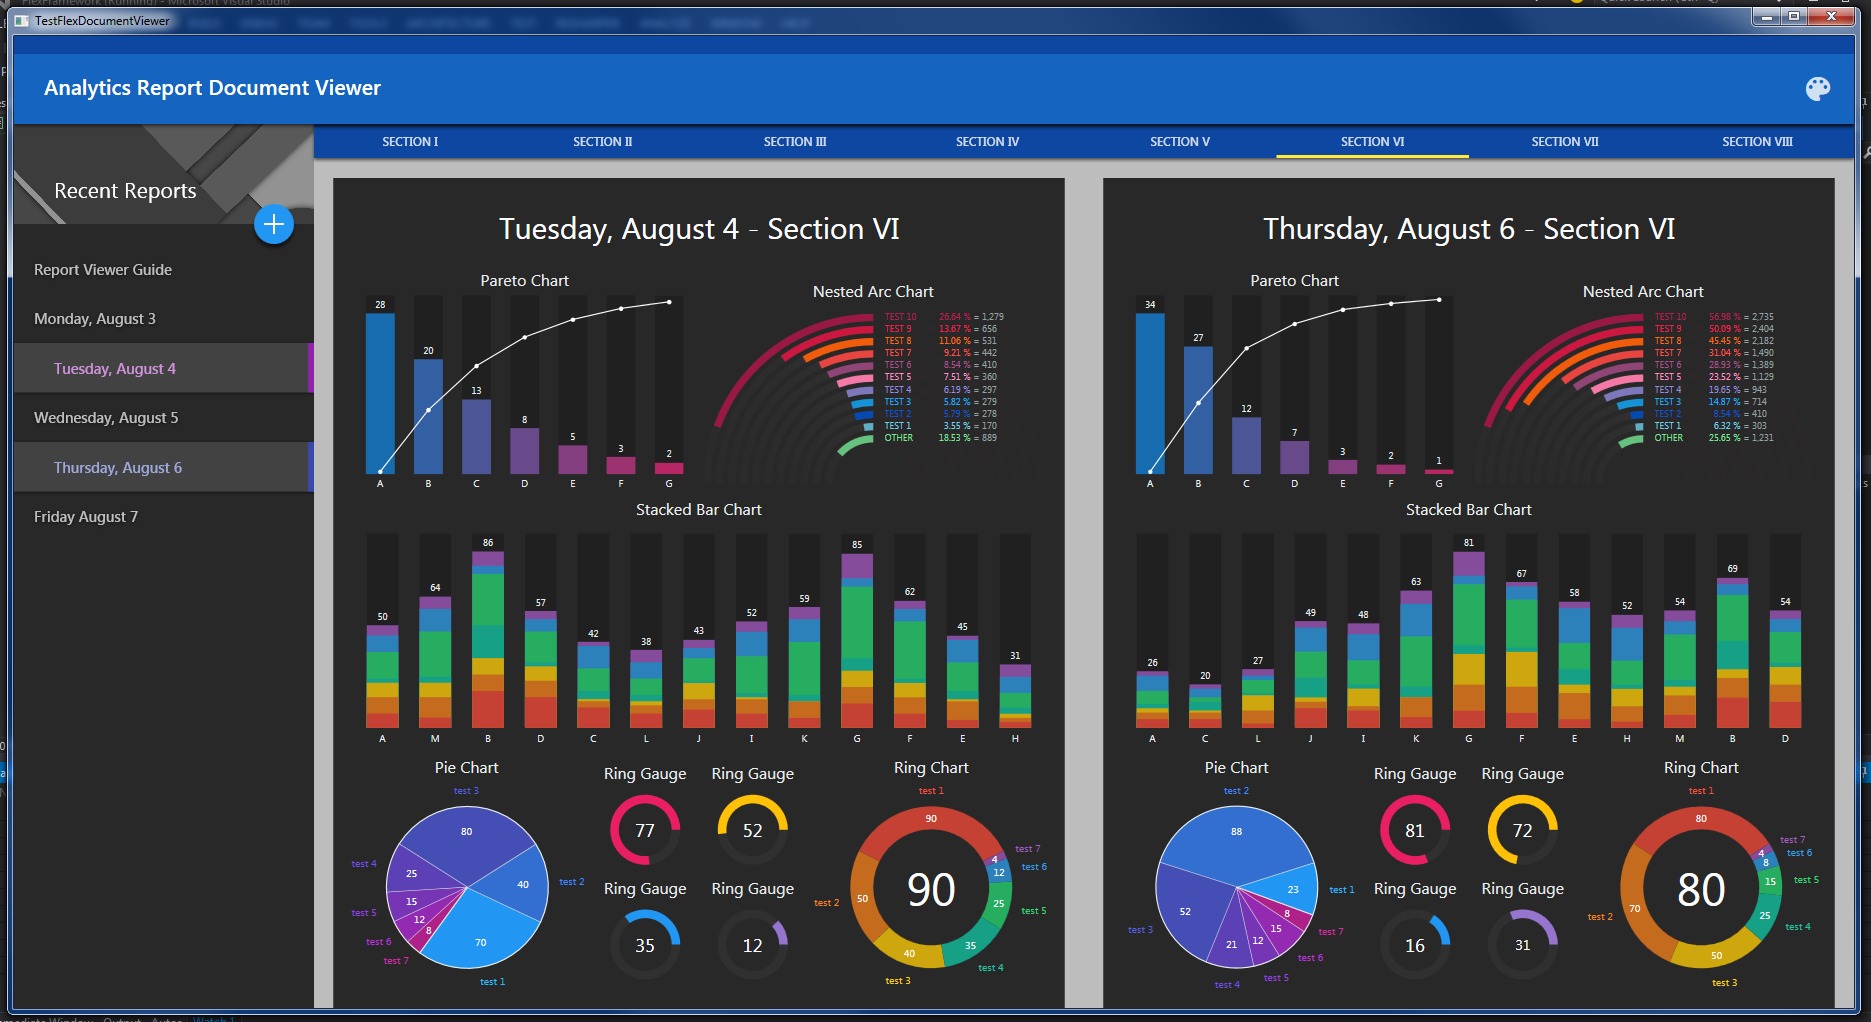 TestFlexDocumentViewer
Analytics Report Document Viewer
SECTION I SECTION II SECTION III SECTION IV SECTION V SECTION VI SECTION VII SECTION VIII
Recent Reports
Report Viewer Guide
Monday, August 3
Tuesday, August 4
Wednesday, August 5
Thursday, August 6
Friday August 7
Tuesday, August 4 - Section VI
Pareto Chart
28
20
13
8
5
3
2
A B C D E F G
Nested Arc Chart
TEST 10 26.64 % = 1,279
TEST 9 13.67 % = 656
TEST 8 11.06 % = 531
TEST 7 9.21 % = 442
TEST 6 8.54 % = 410
TEST 5 7.51 % = 360
TEST 4 6.19 % = 297
TEST 3 5.82 % = 279
TEST 2 5.79 % = 278
TEST 1 3.55 % = 170
OTHER 18.53 % = 889
Stacked Bar Chart
50 64 86 57 42 38 43 52 59 85 62 45 31
A M B D C L J I K G F E H
Pie Chart
test 3
80
test 4
25
40
test 2
15
test 5
12
test 6
8
test 7
70
test 1
Ring Gauge
77
Ring Gauge
52
Ring Gauge
35
Ring Gauge
12
Ring Chart
test 1
90
test 7
4
test 6
12
90
test 2
50
25
test 5
35
test 4
40
test 3
Thursday, August 6 - Section VI
Pareto Chart
34
27
12
7
3
2
1
A B C D E F G
Nested Arc Chart
TEST 10 56.98 % = 2,735
TEST 9 50.09 % = 2,404
TEST 8 45.45 % = 2,182
TEST 7 31.04 % = 1,490
TEST 6 28.93 % = 1,389
TEST 5 23.52 % = 1,129
TEST 4 19.65 % = 943
TEST 3 14.87 % = 714
TEST 2 8.54 % = 410
TEST 1 6.32 % = 303
OTHER 25.65 % = 1,231
Stacked Bar Chart
26 20 27 49 48 63 81 67 58 52 54 69 54
A C L J I K G F E H M B D
Pie Chart
test 2
88
23
test 1
52
test 3
8
test 7
15
test 6
12
test 5
21
test 4
Ring Gauge
81
Ring Gauge
72
Ring Gauge
16
Ring Gauge
31
Ring Chart
test 1
80
test 7
4
test 6
8
80
15
test 5
70
test 2
25
test 4
50
test 3